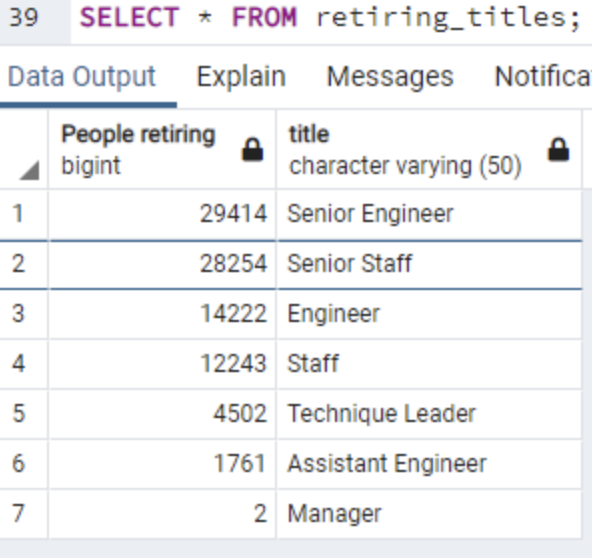 39 SELECT * FROM retiring_titles;
Data Output Explain Messages Notifica
People retiring title
bigint character varying (50)
1 29414 Senior Engineer
2 28254 Senior Staff
3 14222 Engineer
4 12243 Staff
5 4502 Technique Leader
6 1761 Assistant Engineer
7 2 Manager